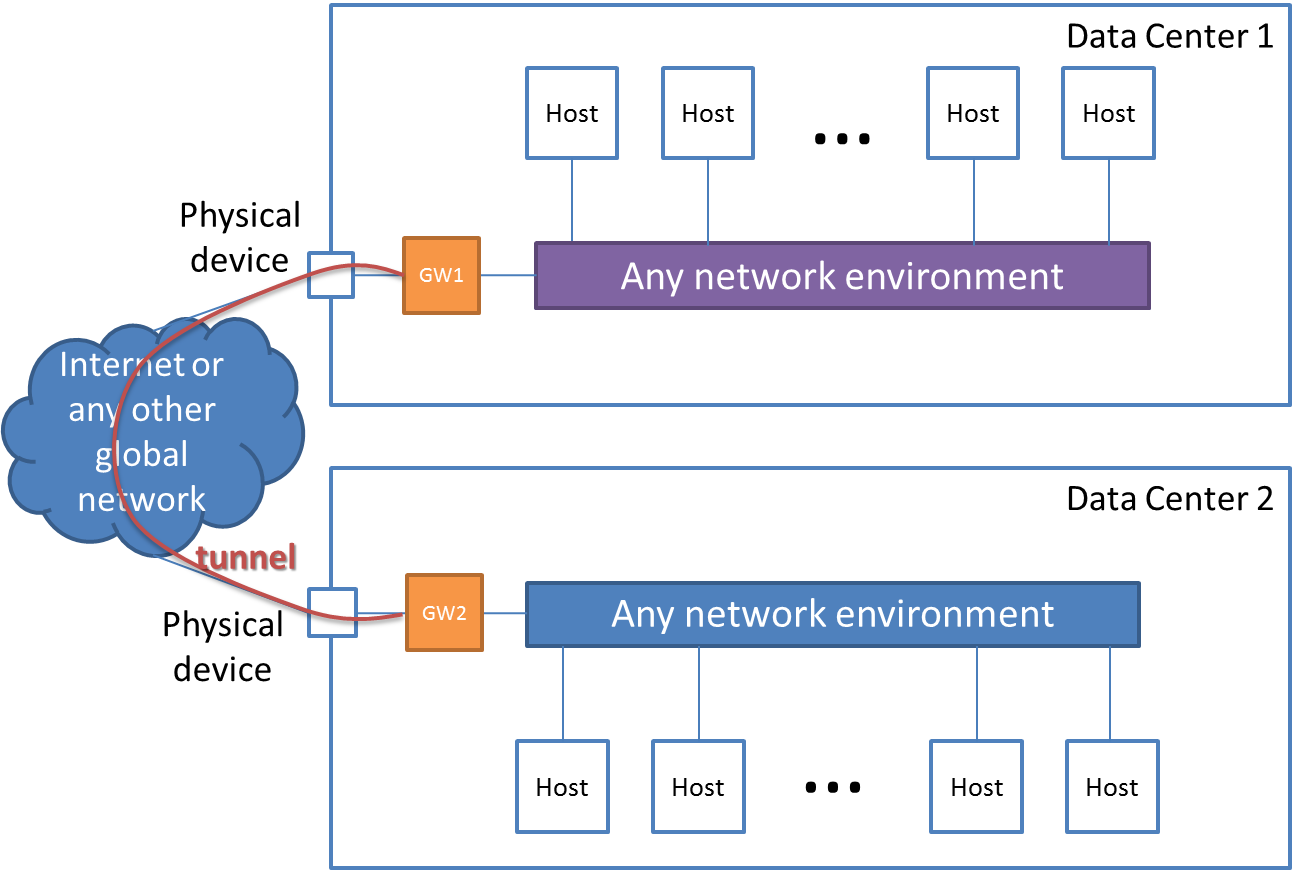 Data Center 1
Host
Host
...
Host
Host
Physical
device
GW1
Any network environment
Internet or
any other
global
network
tunnel
Data Center 2
Physical
device
GW2
Any network environment
Host
Host
...
Host
Host